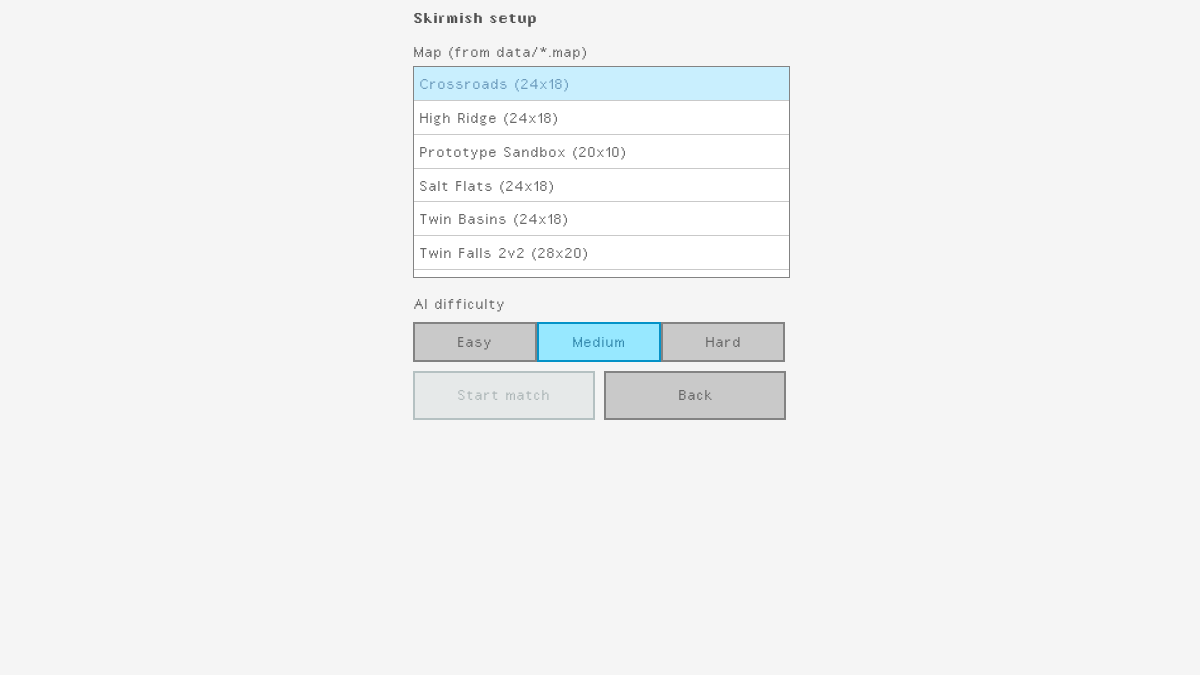 Skirmish setup
Map (from data/*.map)
Crossroads (24x18)
High Ridge (24x18)
Prototype Sandbox (20x10)
Salt Flats (24x18)
Twin Basins (24x18)
Twin Falls 2v2 (28x20)
AI difficulty
Easy Medium Hard
Start match Back